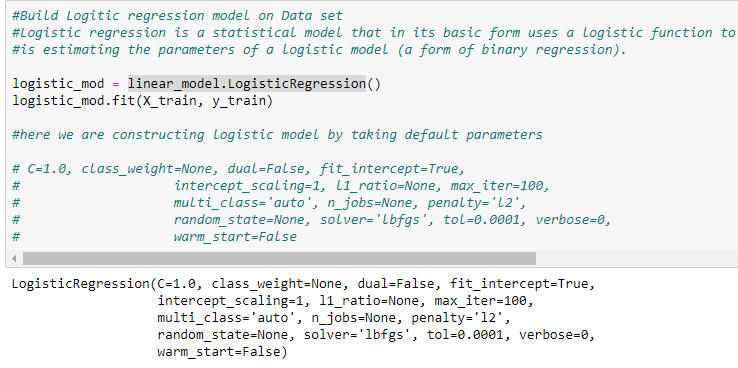 #Build Logitic regression model on Data set
#Logistic regression is a statistical model that in its basic form uses a logistic function to
#is estimating the parameters of a logistic model (a form of binary regression).
logistic_mod = linear_model.LogisticRegression()
logistic_mod.fit(X_train, y_train)
#here we are constructing logistic model by taking default parameters
# C=1.0, class_weight=None, dual=False, fit_intercept=True,
#                    intercept_scaling=1, l1_ratio=None, max_iter=100,
#                    multi_class='auto', n_jobs=None, penalty='l2',
#                    random_state=None, solver='lbfgs', tol=0.0001, verbose=0,
#                    warm_start=False
LogisticRegression(C=1.0, class_weight=None, dual=False, fit_intercept=True,
                   intercept_scaling=1, l1_ratio=None, max_iter=100,
                   multi_class='auto', n_jobs=None, penalty='l2',
                   random_state=None, solver='lbfgs', tol=0.0001, verbose=0,
                   warm_start=False)